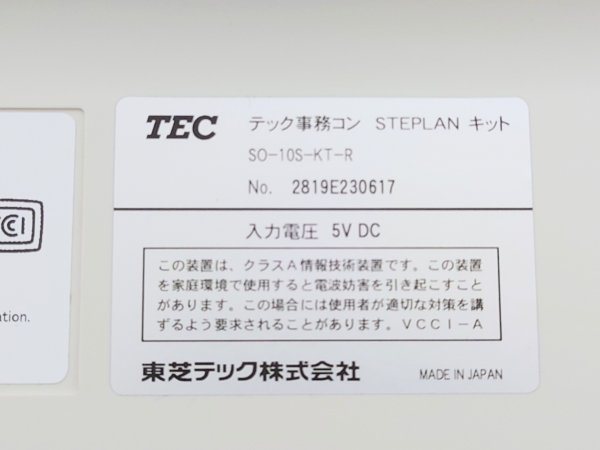 TEC テック事務コン STEPLAN キット
SO-10S-KT-R
No. 2819E230617
入力電圧 5V DC
この装置は、クラスA情報技術装置です。この装置
を家庭環境で使用すると電波妨害を引き起こすこと
があります。この場合には使用者が適切な対策を講
ずるよう要求されることがあります。VCCI-A
東芝テック株式会社 MADE IN JAPAN